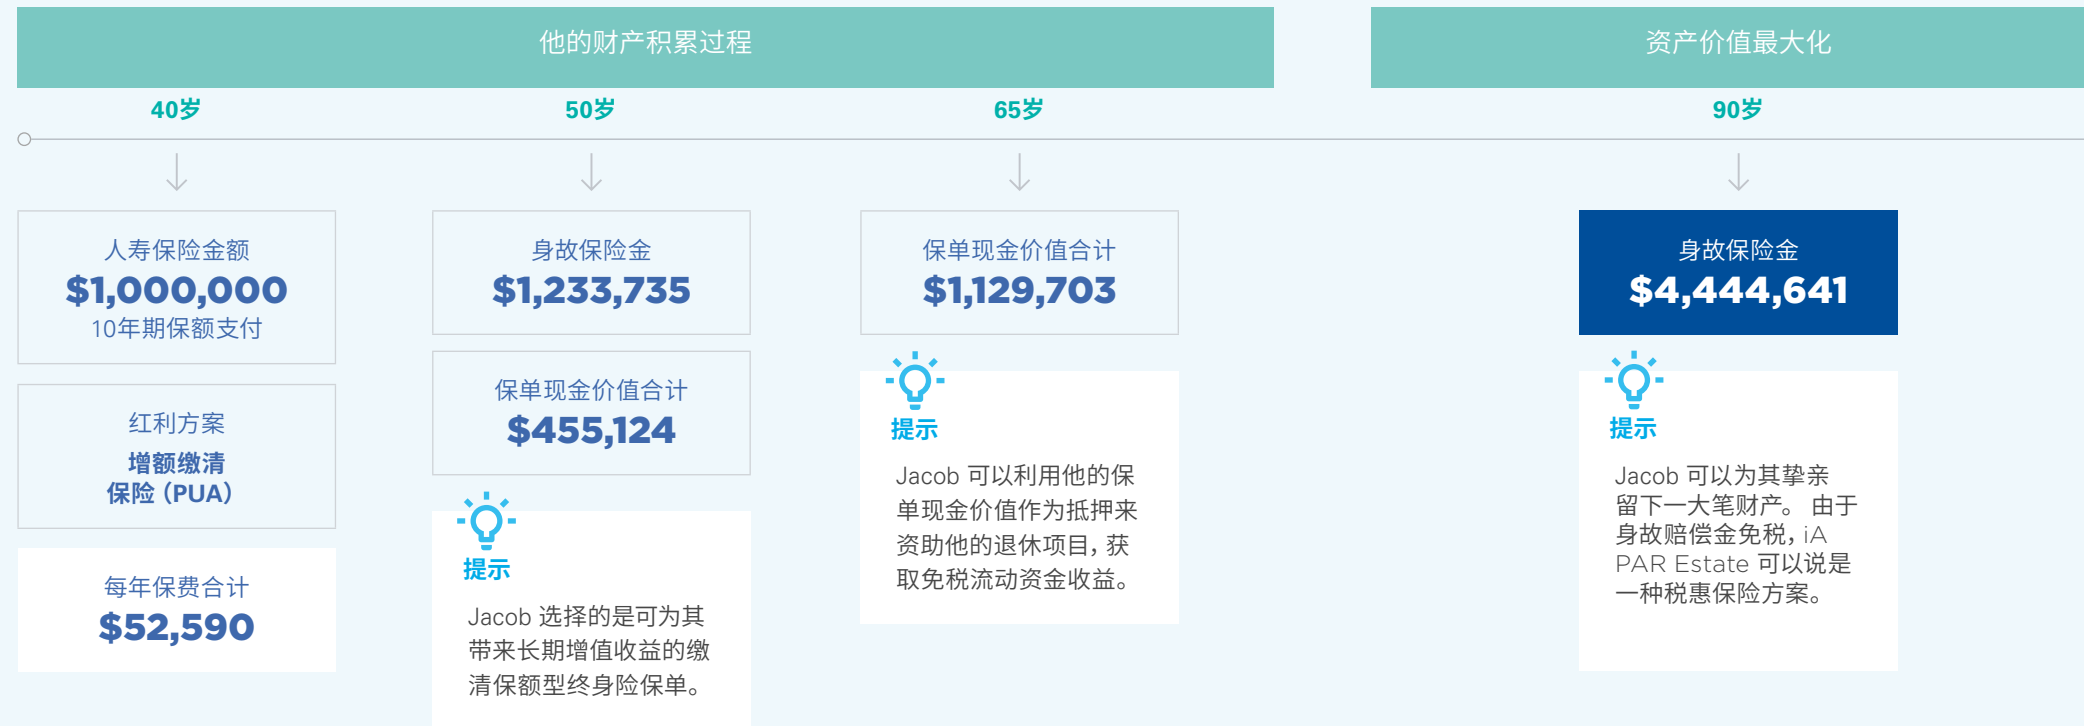 他的财产积累过程
资产价值最大化
40岁
50岁
65岁
90岁
人寿保险金额
$1,000,000
10年期保额支付
红利方案
增额缴清
保险（PUA）
每年保费合计
$52,590
身故保险金
$1,233,735
保单现金价值合计
$455,124
提示
Jacob 选择的是可为其
带来长期增值收益的缴
清保额型终身险保单。
保单现金价值合计
$1,129,703
提示
Jacob 可以利用他的保
单现金价值作为抵押来
资助他的退休项目，获
取免税流动资金收益。
身故保险金
$4,444,641
提示
Jacob 可以为其挚亲
留下一大笔财产。 由于
身故赔偿金免税，iA
PAR Estate 可以说是
一种税惠保险方案。